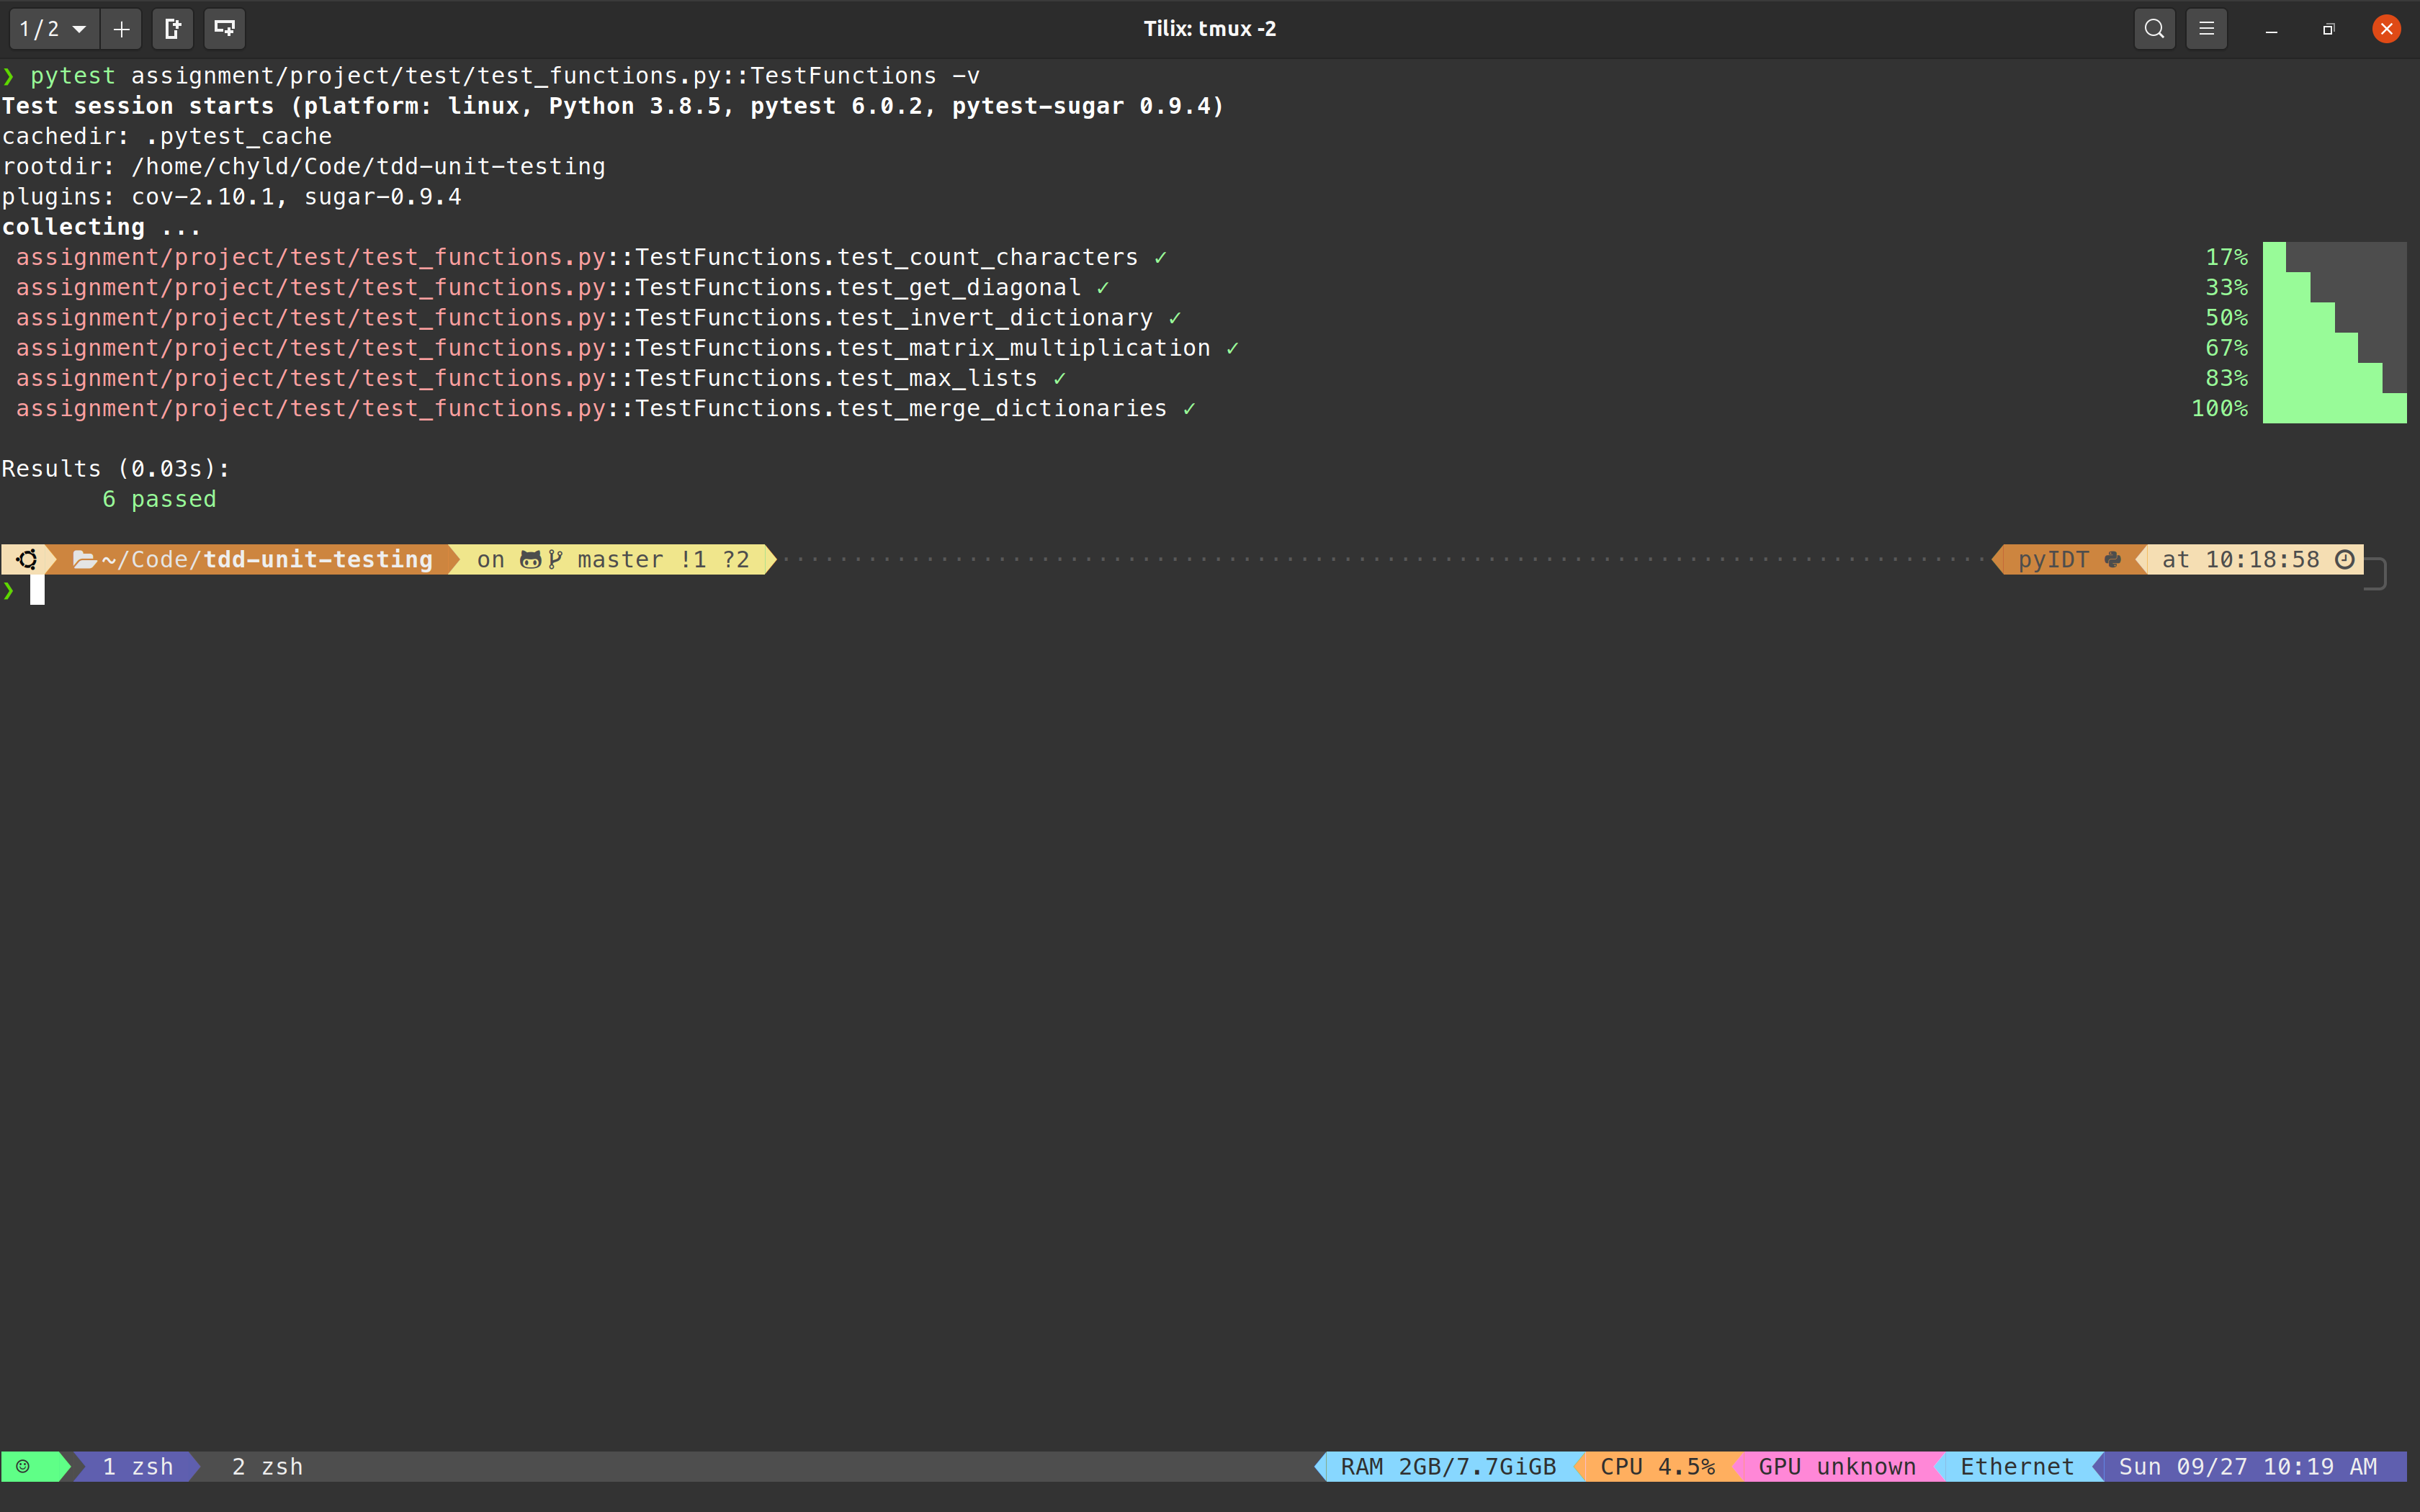 1 / 2
Tilix: tmux -2
❯ pytest assignment/project/test/test_functions.py::TestFunctions -v
Test session starts (platform: linux, Python 3.8.5, pytest 6.0.2, pytest-sugar 0.9.4)
cachedir: .pytest_cache
rootdir: /home/chyld/Code/tdd-unit-testing
plugins: cov-2.10.1, sugar-0.9.4
collecting ...
assignment/project/test/test_functions.py::TestFunctions.test_count_characters ✓ 17%
assignment/project/test/test_functions.py::TestFunctions.test_get_diagonal ✓ 33%
assignment/project/test/test_functions.py::TestFunctions.test_invert_dictionary ✓ 50%
assignment/project/test/test_functions.py::TestFunctions.test_matrix_multiplication ✓ 67%
assignment/project/test/test_functions.py::TestFunctions.test_max_lists ✓ 83%
assignment/project/test/test_functions.py::TestFunctions.test_merge_dictionaries ✓ 100%
Results (0.03s):
6 passed
~/Code/tdd-unit-testing on master !1 ?2 pyIDT at 10:18:58
❯
1 zsh 2 zsh RAM 2GB/7.7GiGB CPU 4.5% GPU unknown Ethernet Sun 09/27 10:19 AM